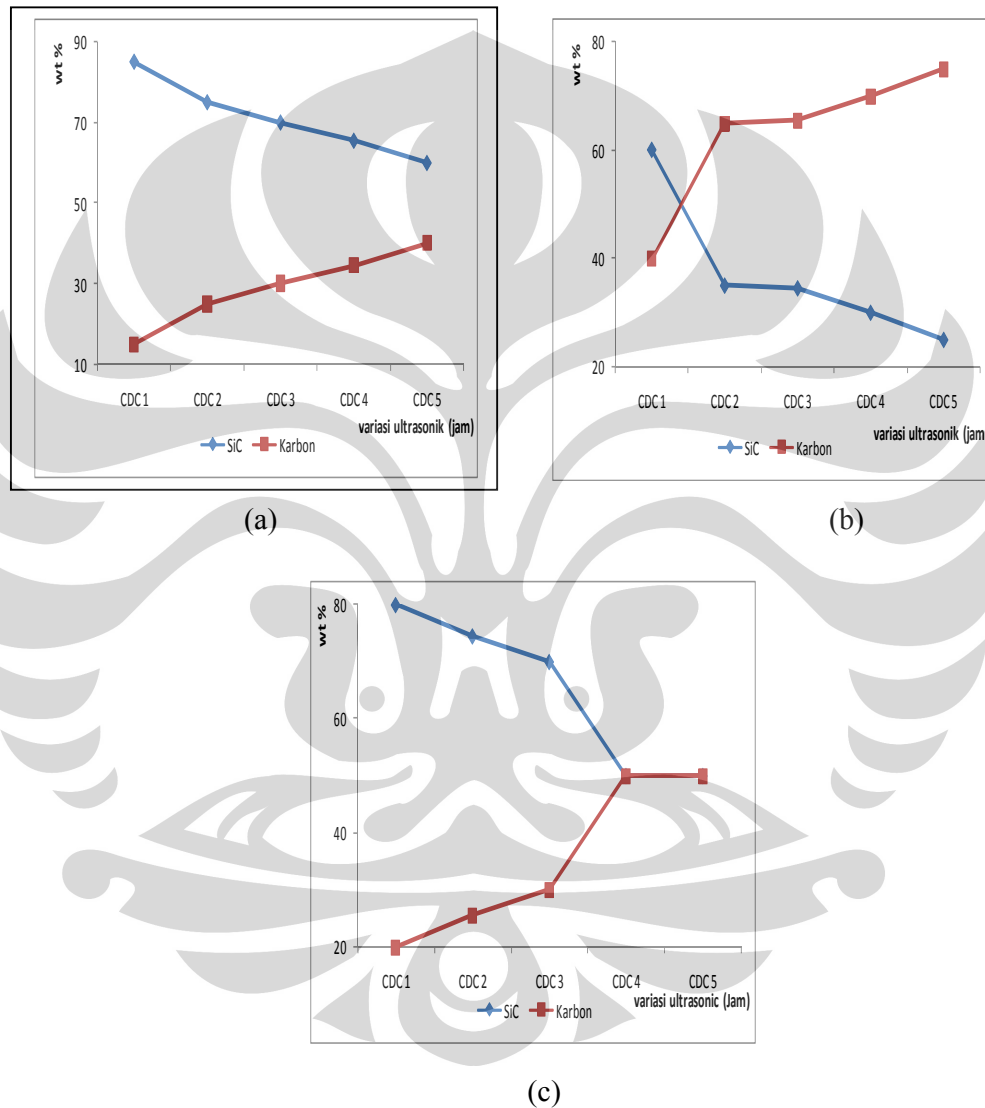 wt %
90
70
50
30
10
CDC1 CDC2 CDC3 CDC4 CDC5
variasi ultrasonik (jam)
SiC Karbon
(a)
wt %
80
60
40
20
CDC1 CDC2 CDC3 CDC4 CDC5
variasi ultrasonik (jam)
SiC Karbon
(b)
wt %
80
60
40
20
CDC1 CDC2 CDC3 CDC4 CDC5
variasi ultrasonic (Jam)
SiC Karbon
(c)